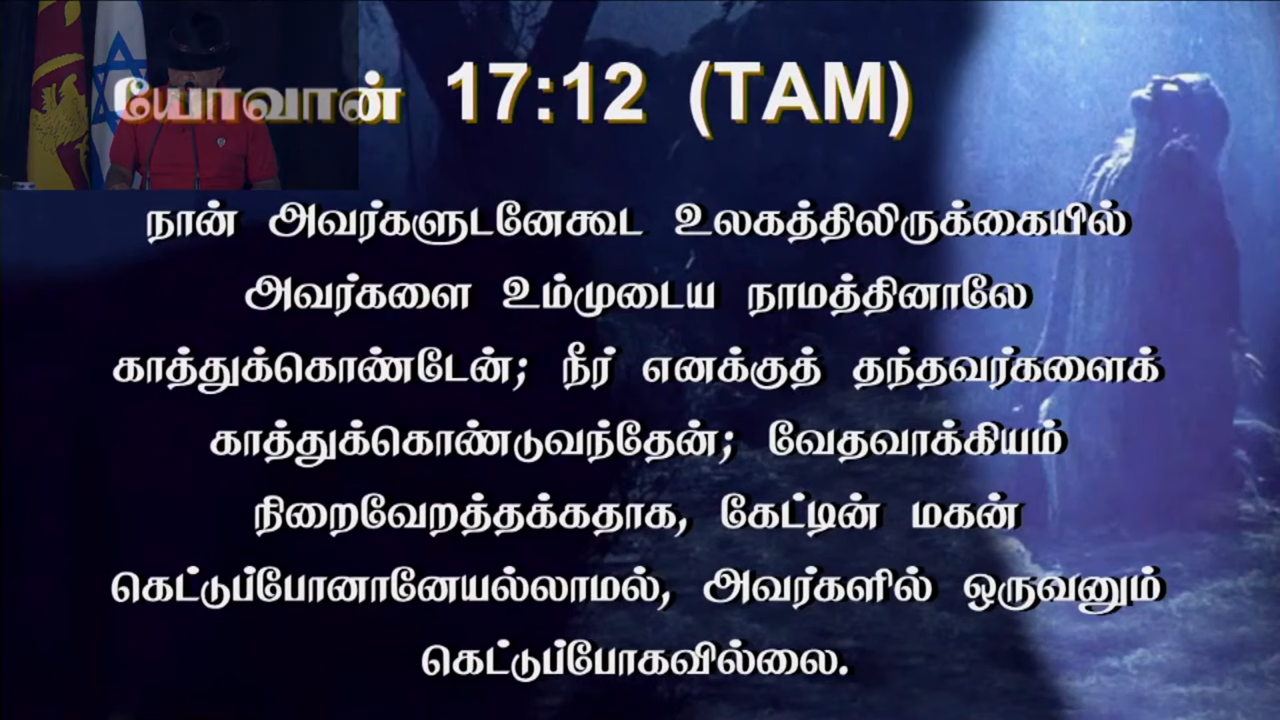 யோவான் 17:12 (TAM)
நான் அவர்களுடனேகூட உலகத்திலிருக்கையில்
அவர்களை உம்முடைய நாமத்தினாலே
காத்துக்கொண்டேன்; நீர் எனக்குத் தந்தவர்களைக்
காத்துக்கொண்டுவந்தேன்; வேதவாக்கியம்
நிறைவேறத்தக்கதாக, கேட்டின் மகன்
கெட்டுப்போனானேயல்லாமல், அவர்களில் ஒருவனும்
கெட்டுப்போகவில்லை.